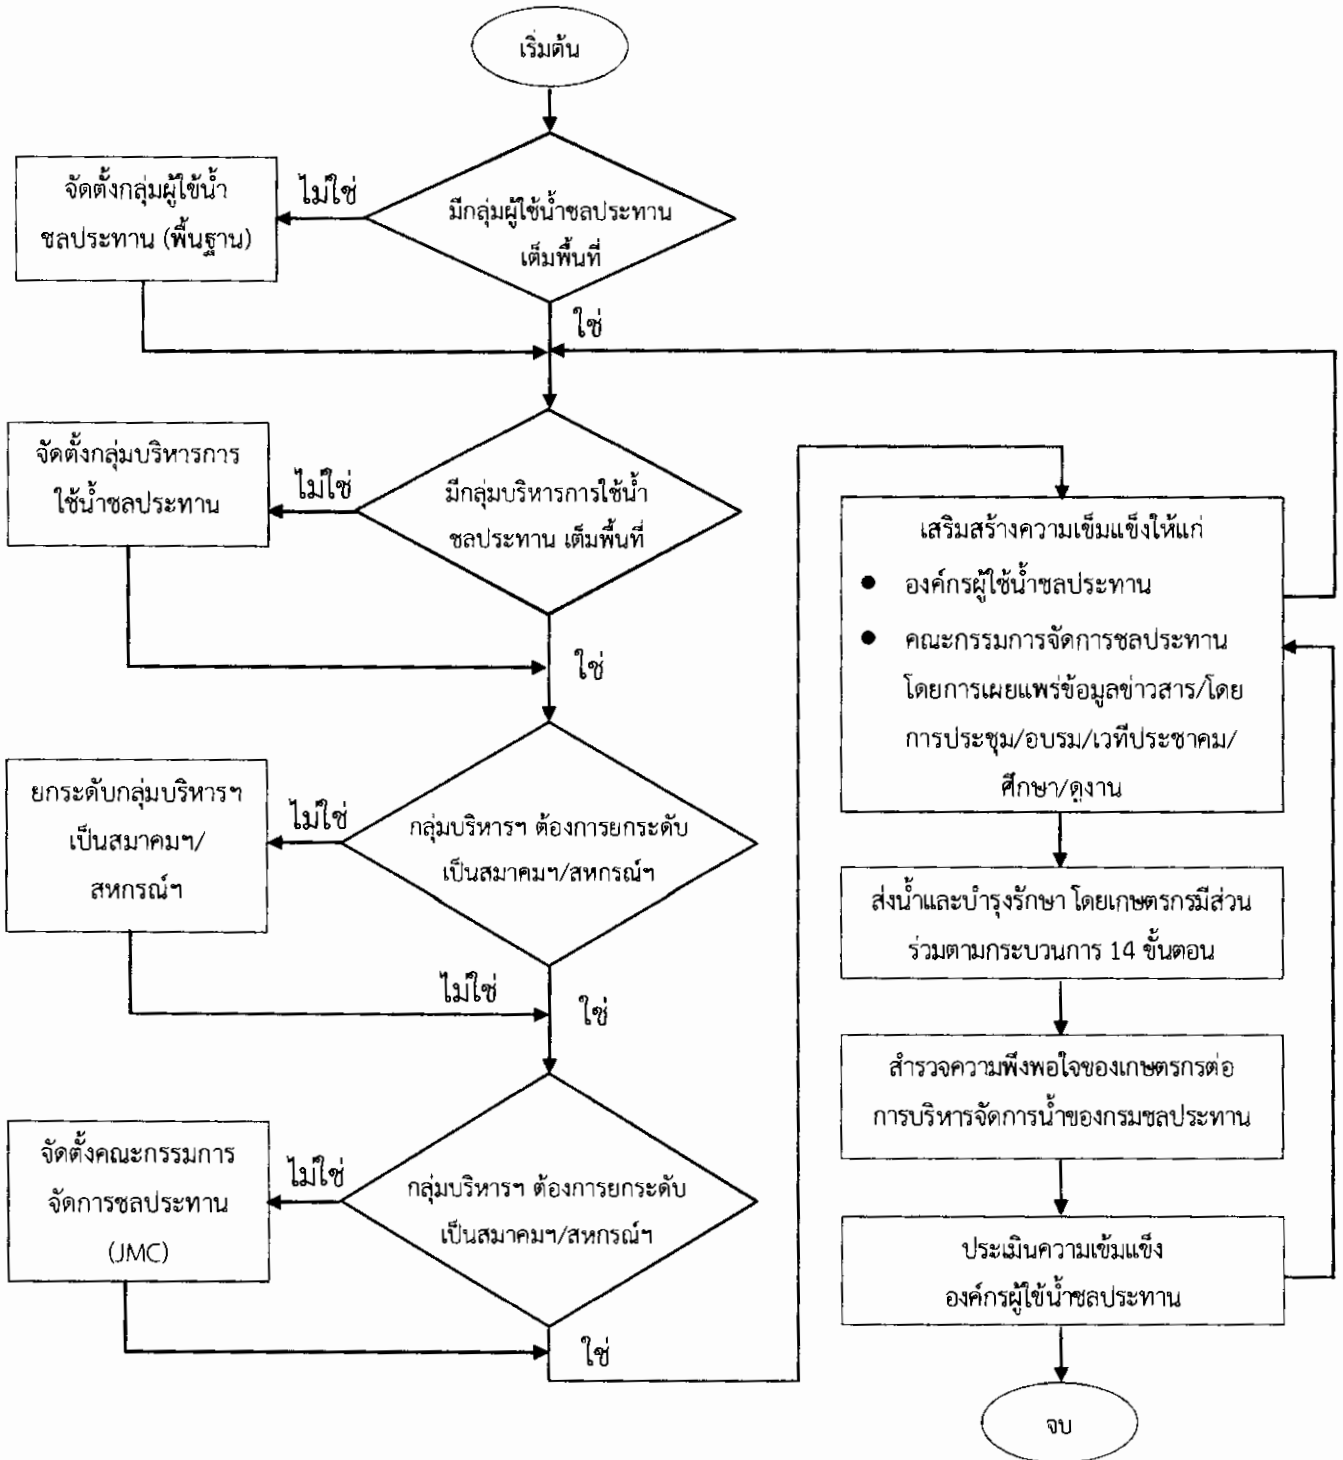 เริ่มต้น
มีกลุ่มผู้ใช้น้ำชลประทาน
เต็มพื้นที่
ไม่ใช่
จัดตั้งกลุ่มผู้ใช้น้ำ
ชลประทาน (พื้นฐาน)
ใช่
มีกลุ่มบริหารการใช้น้ำ
ชลประทาน เต็มพื้นที่
ไม่ใช่
จัดตั้งกลุ่มบริหารการ
ใช้น้ำชลประทาน
ใช่
กลุ่มบริหารฯ ต้องการยกระดับ
เป็นสมาคมฯ/สหกรณ์ฯ
ไม่ใช่
ยกระดับกลุ่มบริหารฯ
เป็นสมาคมฯ/
สหกรณ์ฯ
ไม่ใช่
ใช่
กลุ่มบริหารฯ ต้องการยกระดับ
เป็นสมาคมฯ/สหกรณ์ฯ
ไม่ใช่
จัดตั้งคณะกรรมการ
จัดการชลประทาน
(JMC)
ใช่
เสริมสร้างความเข็มแข็งให้แก่
● องค์กรผู้ใช้น้ำชลประทาน
● คณะกรรมการจัดการชลประทาน
โดยการเผยแพร่ข้อมูลข่าวสาร/โดย
การประชุม/อบรม/เวทีประชาคม/
ศึกษา/ดูงาน
ส่งน้ำและบำรุงรักษา โดยเกษตรกรมีส่วน
ร่วมตามกระบวนการ 14 ขั้นตอน
สำรวจความพึงพอใจของเกษตรกรต่อ
การบริหารจัดการน้ำของกรมชลประทาน
ประเมินความเข้มแข็ง
องค์กรผู้ใช้น้ำชลประทาน
จบ